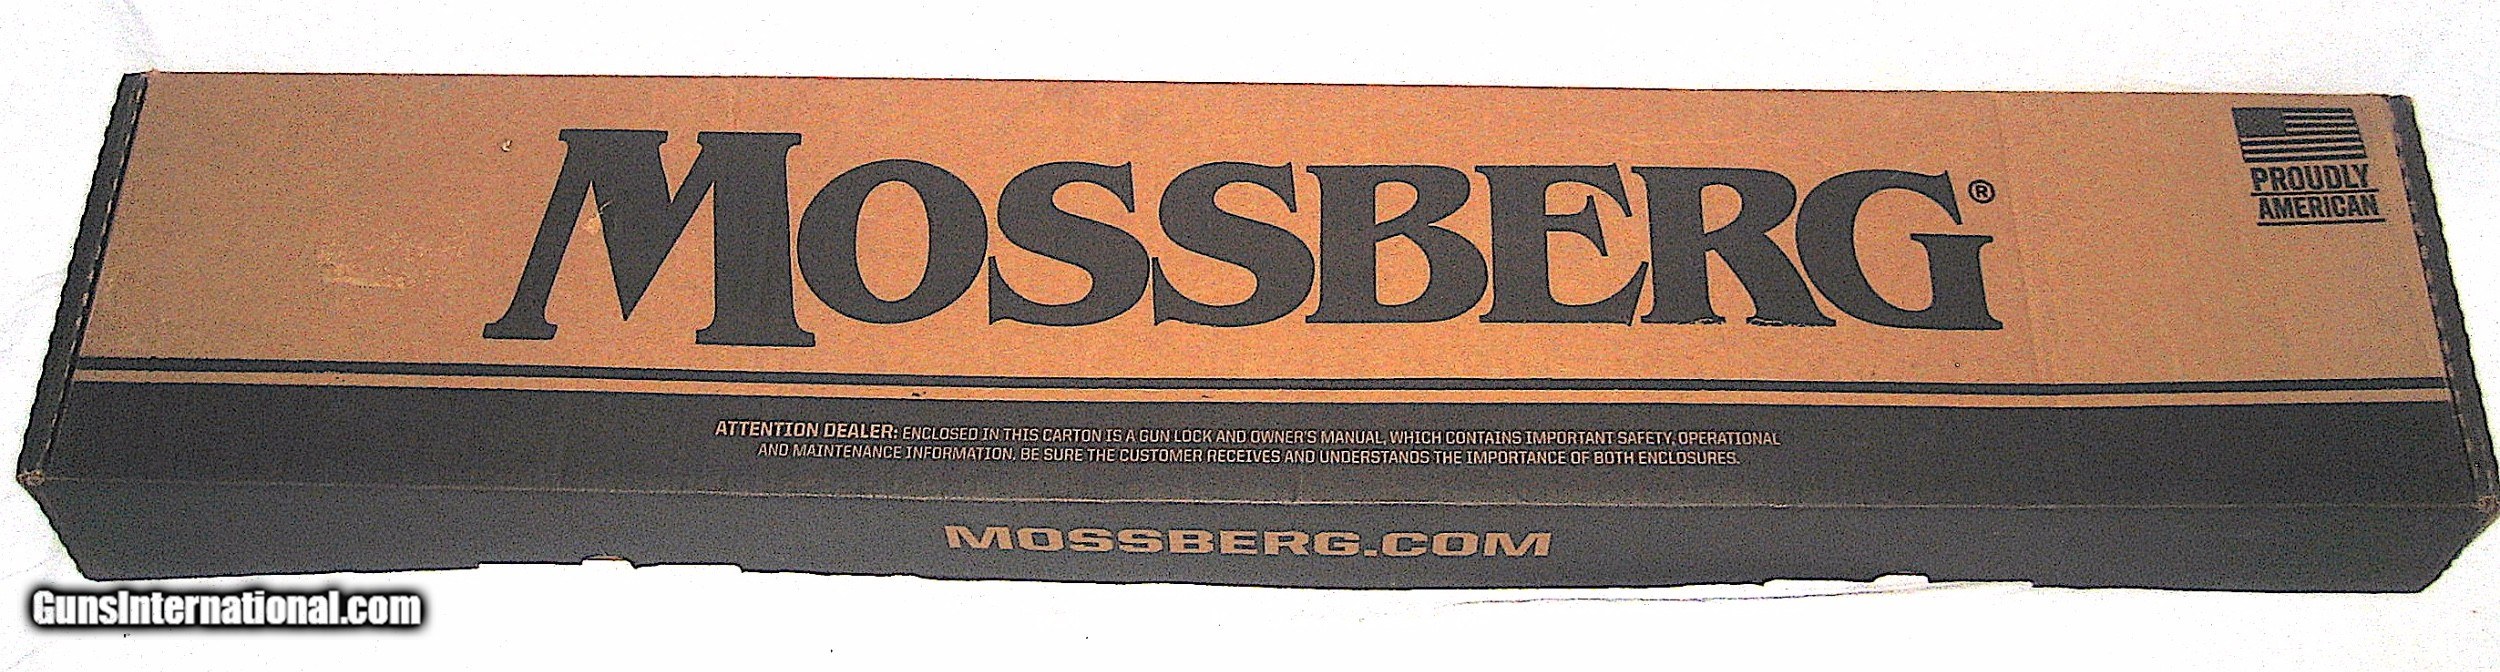 MOSSBERG®
PROUDLY
AMERICAN
ATTENTION DEALER: ENCLOSED IN THIS CARTON IS A GUN LOCK AND OWNER'S MANUAL, WHICH CONTAINS IMPORTANT SAFETY, OPERATIONAL
AND MAINTENANCE INFORMATION. BE SURE THE CUSTOMER RECEIVES AND UNDERSTANDS THE IMPORTANCE OF BOTH ENCLOSURES.
MOSSBERG.COM
GunsInternational.com